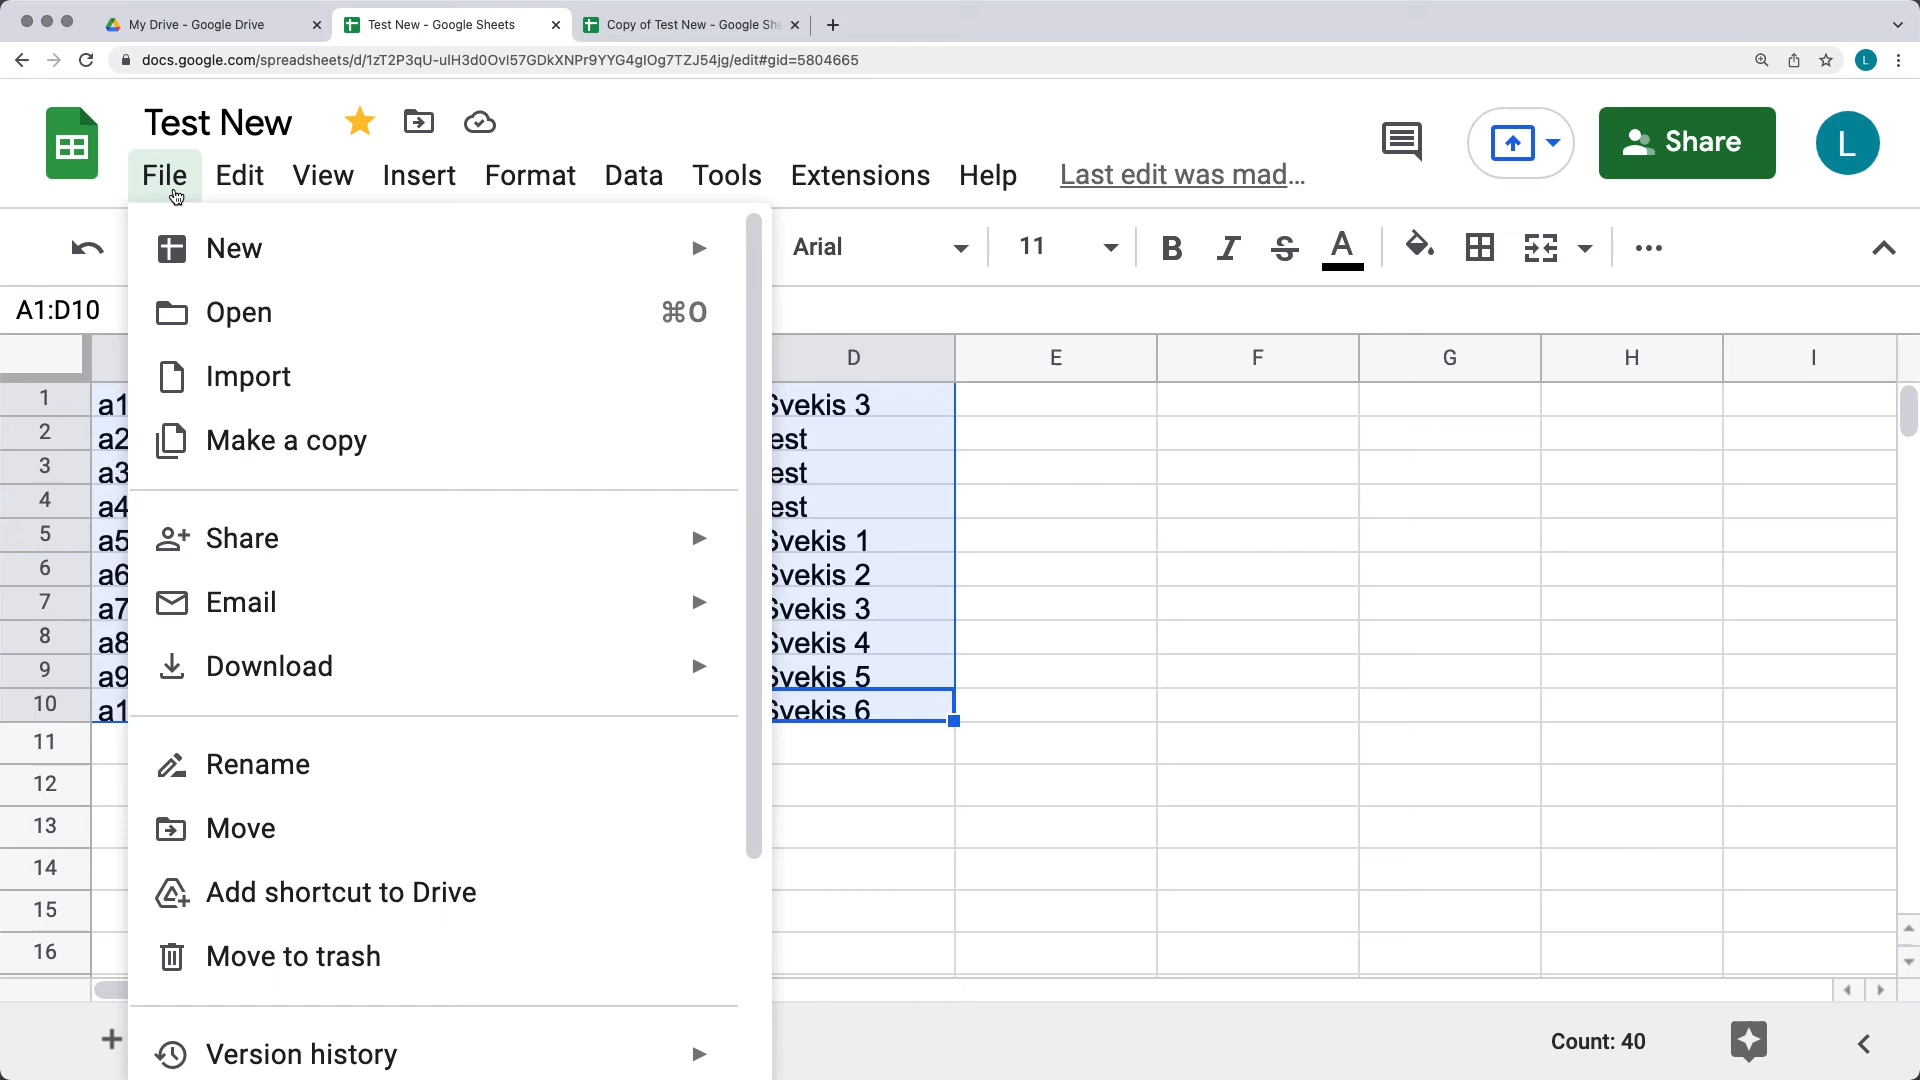 My Drive - Google Drive
Test New - Google Sheets
Copy of Test New - Google She
docs.google.com/spreadsheets/d/1zT2P3qU-uIH3d0OvI57GDkXNPr9YYG4gIOg7TZJ54jg/edit#gid=5804665
L
Test New
Share
L
File Edit View Insert Format Data Tools Extensions Help Last edit was mad...
Arial 11 B I S A
A1:D10
New
Open ⌘O
Import
Make a copy
Share
Email
Download
Rename
Move
Add shortcut to Drive
Move to trash
Version history
D E F G H I
1 a1 Svekis 3
2 a2 est
3 a3 est
4 a4 est
5 a5 Svekis 1
6 a6 Svekis 2
7 a7 Svekis 3
8 a8 Svekis 4
9 a9 Svekis 5
10 a1 Svekis 6
11
12
13
14
15
16
Count: 40